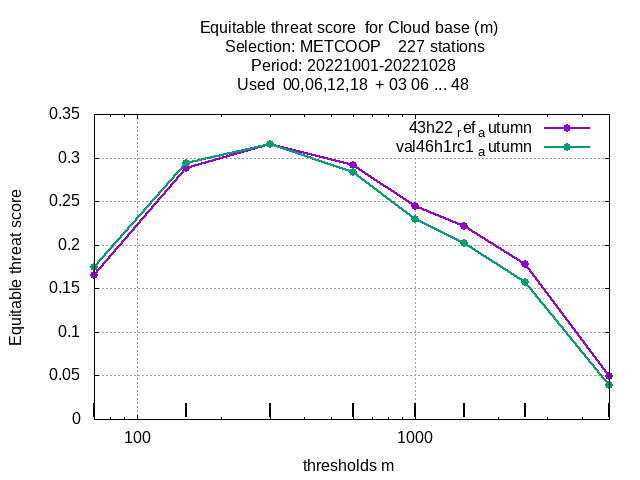 Equitable threat score  for Cloud base (m)
Selection: METCOOP    227 stations
Period: 20221001-20221028
Used  00,06,12,18  + 03 06 ... 48
43h22 ref a utumn
val46h1rc1 a utumn
0.35
0.3
0.25
0.2
0.15
0.1
0.05
0
Equitable threat score
100
1000
thresholds m